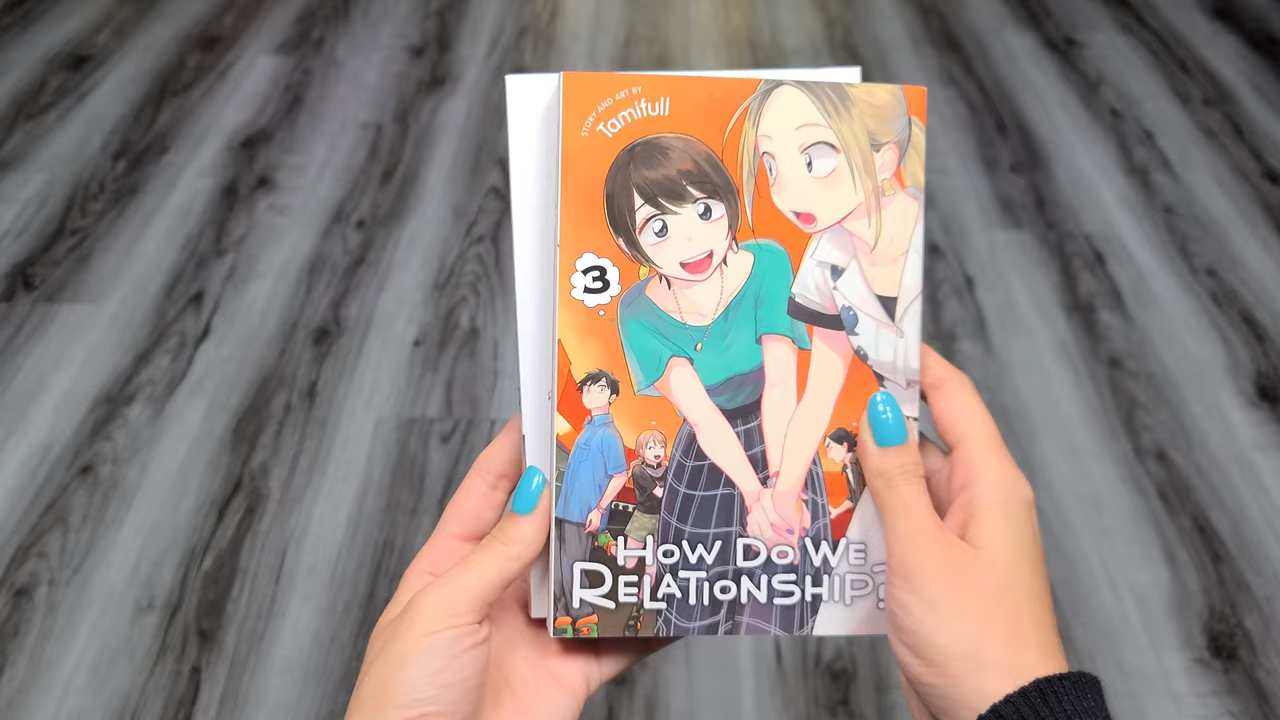 STORY AND ART BY
Tamifull
3
HOW DO WE
RELATIONSHIP?